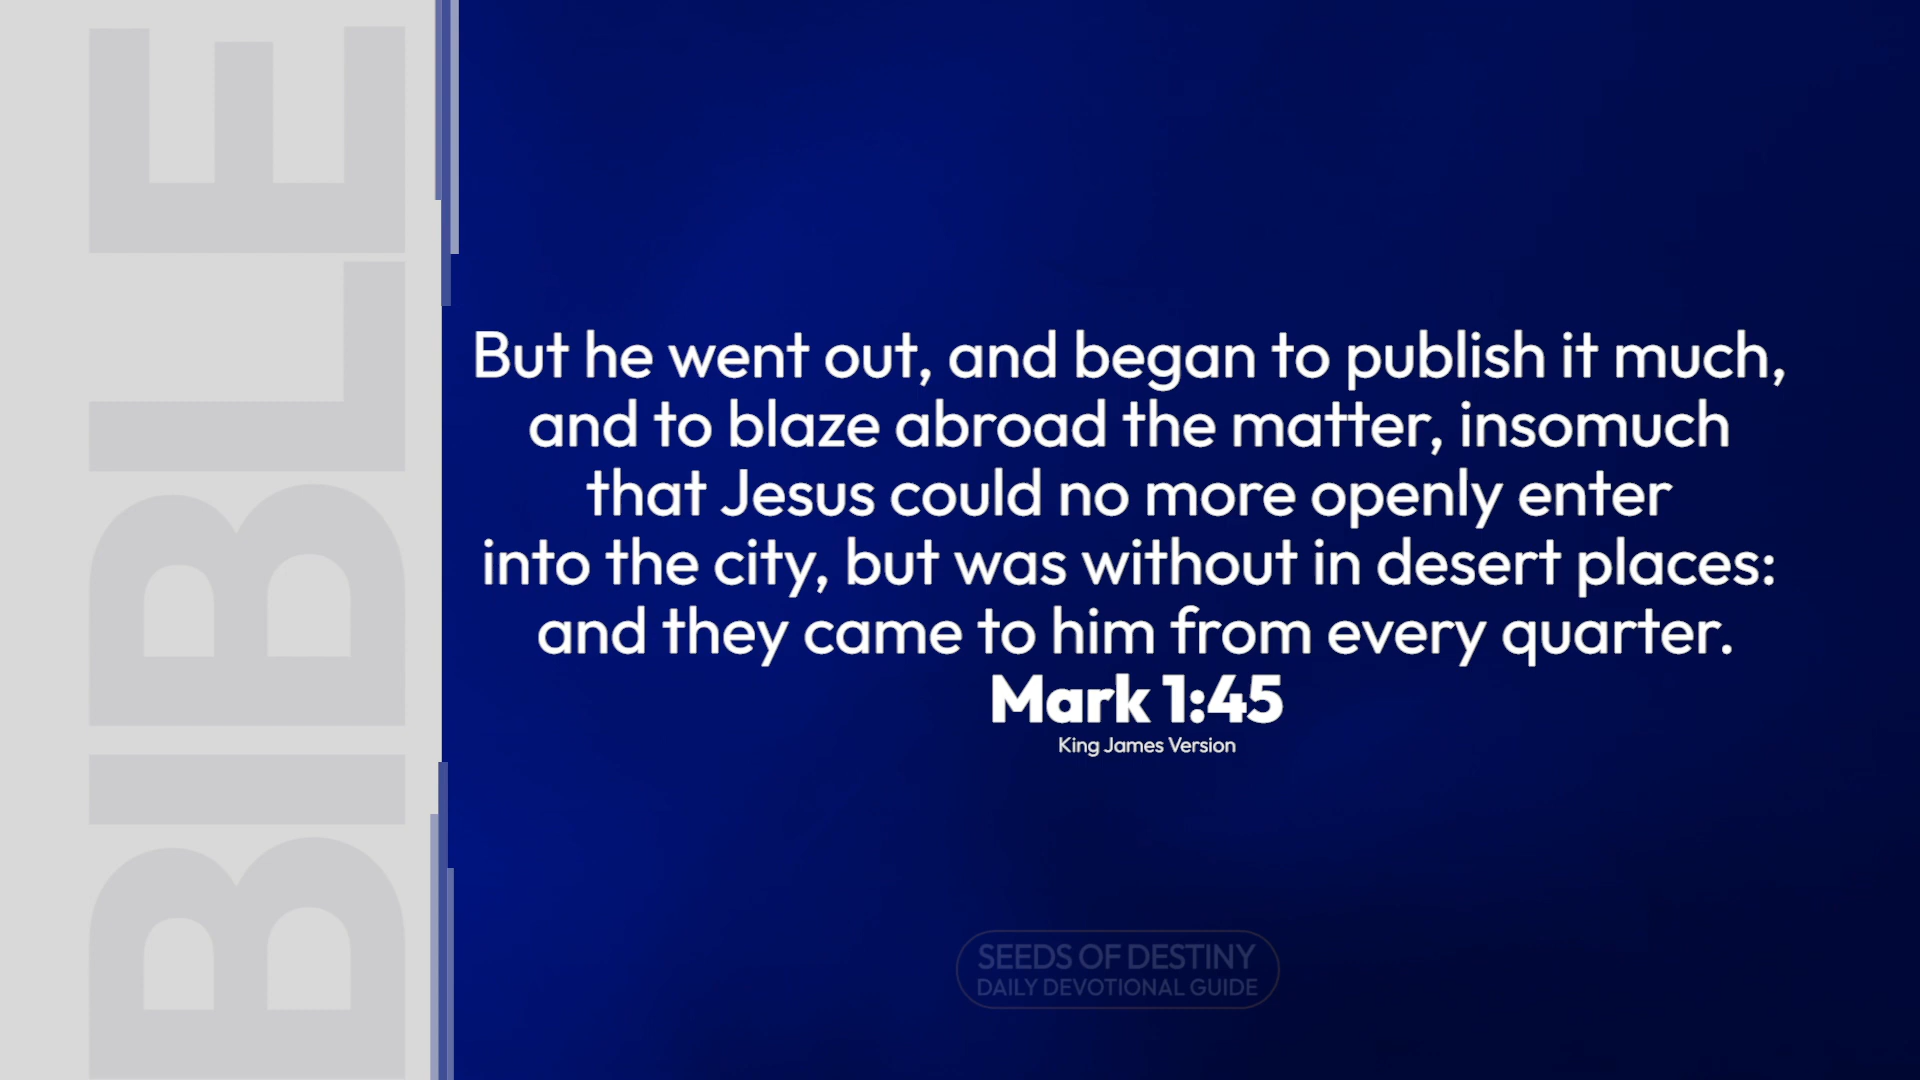 BIBLE
But he went out, and began to publish it much,
and to blaze abroad the matter, insomuch
that Jesus could no more openly enter
into the city, but was without in desert places:
and they came to him from every quarter.
Mark 1:45
King James Version
SEEDS OF DESTINY
DAILY DEVOTIONAL GUIDE